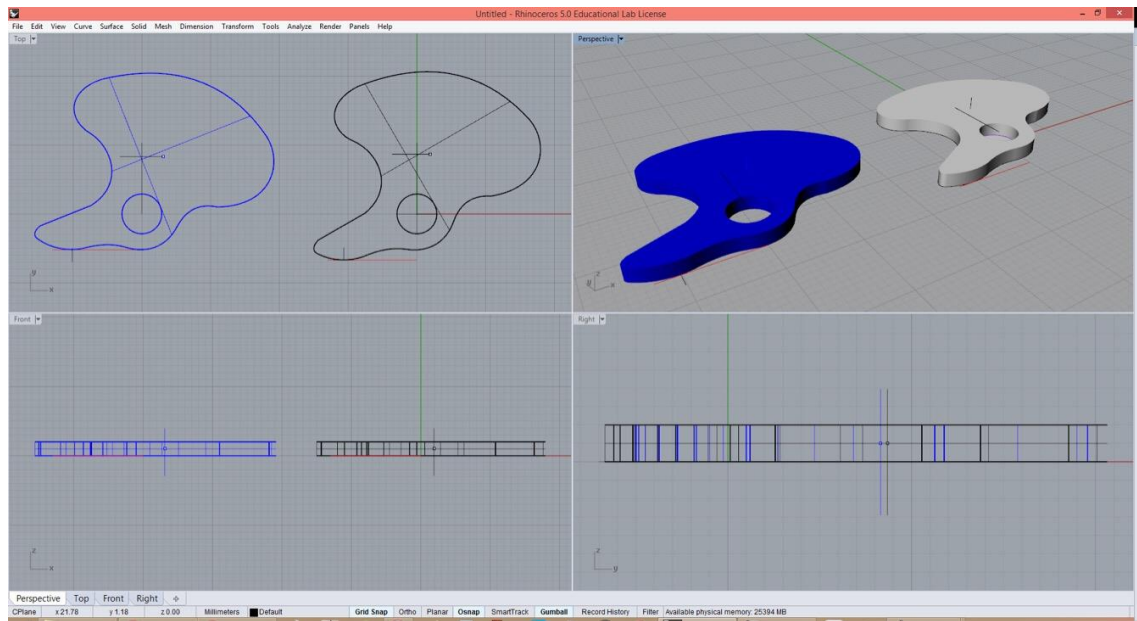 Untitled - Rhinoceros 5.0 Educational Lab License
File Edit View Curve Surface Solid Mesh Dimension Transform Tools Analyze Render Panels Help
Top
Perspective
y
x
z
y
x
Front
Right
z
x
z
y
Perspective Top Front Right
CPlane x 21.78 y 1.18 z 0.00 Millimeters Default Grid Snap Ortho Planar Osnap SmartTrack Gumball Record History Filter Available physical memory: 25394 MB